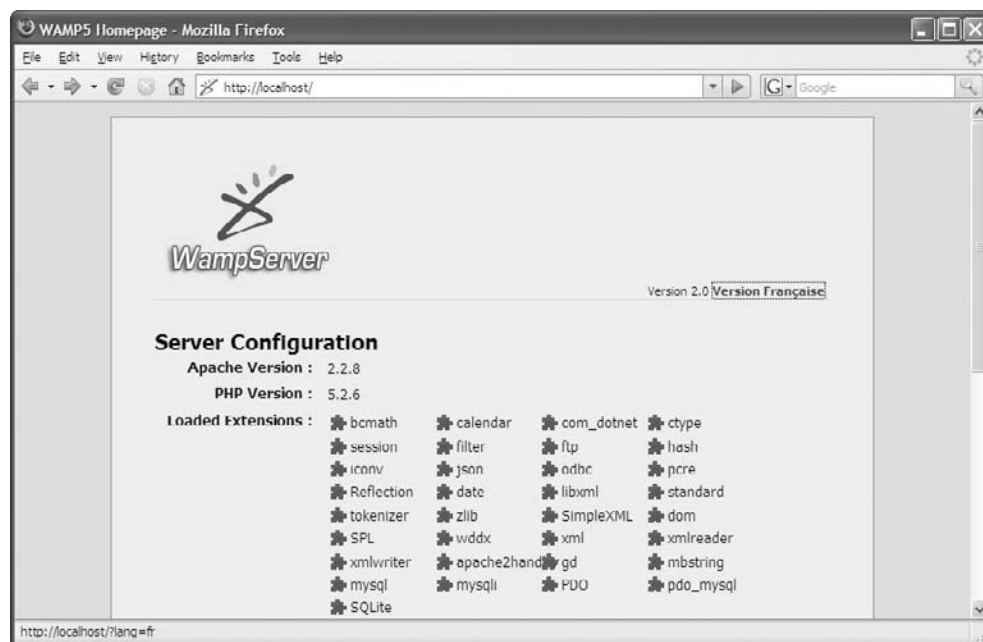 WAMP5 Homepage - Mozilla Firefox
File Edit View History Bookmarks Tools Help
http://localhost/ G Google
WampServer
Version 2.0 Version Française
Server Configuration
Apache Version : 2.2.8
PHP Version : 5.2.6
Loaded Extensions : bcmath calendar com_dotnet ctype
session filter ftp hash
iconv json odbc pcre
Reflection date libxml standard
tokenizer zlib SimpleXML dom
SPL wddx xml xmlreader
xmlwriter apache2hand gd mbstring
mysql mysqli PDO pdo_mysql
SQLite
http://localhost/?lang=fr